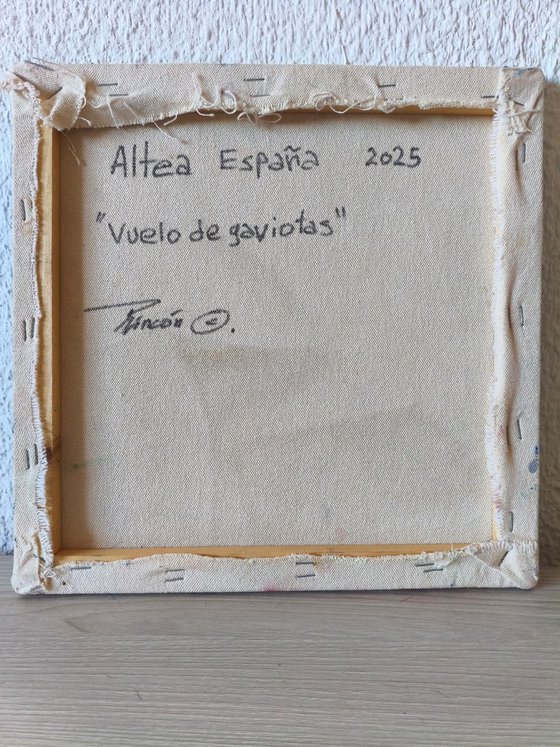 Altea España 2025
"Vuelo de gaviotas"
Rincón ©.